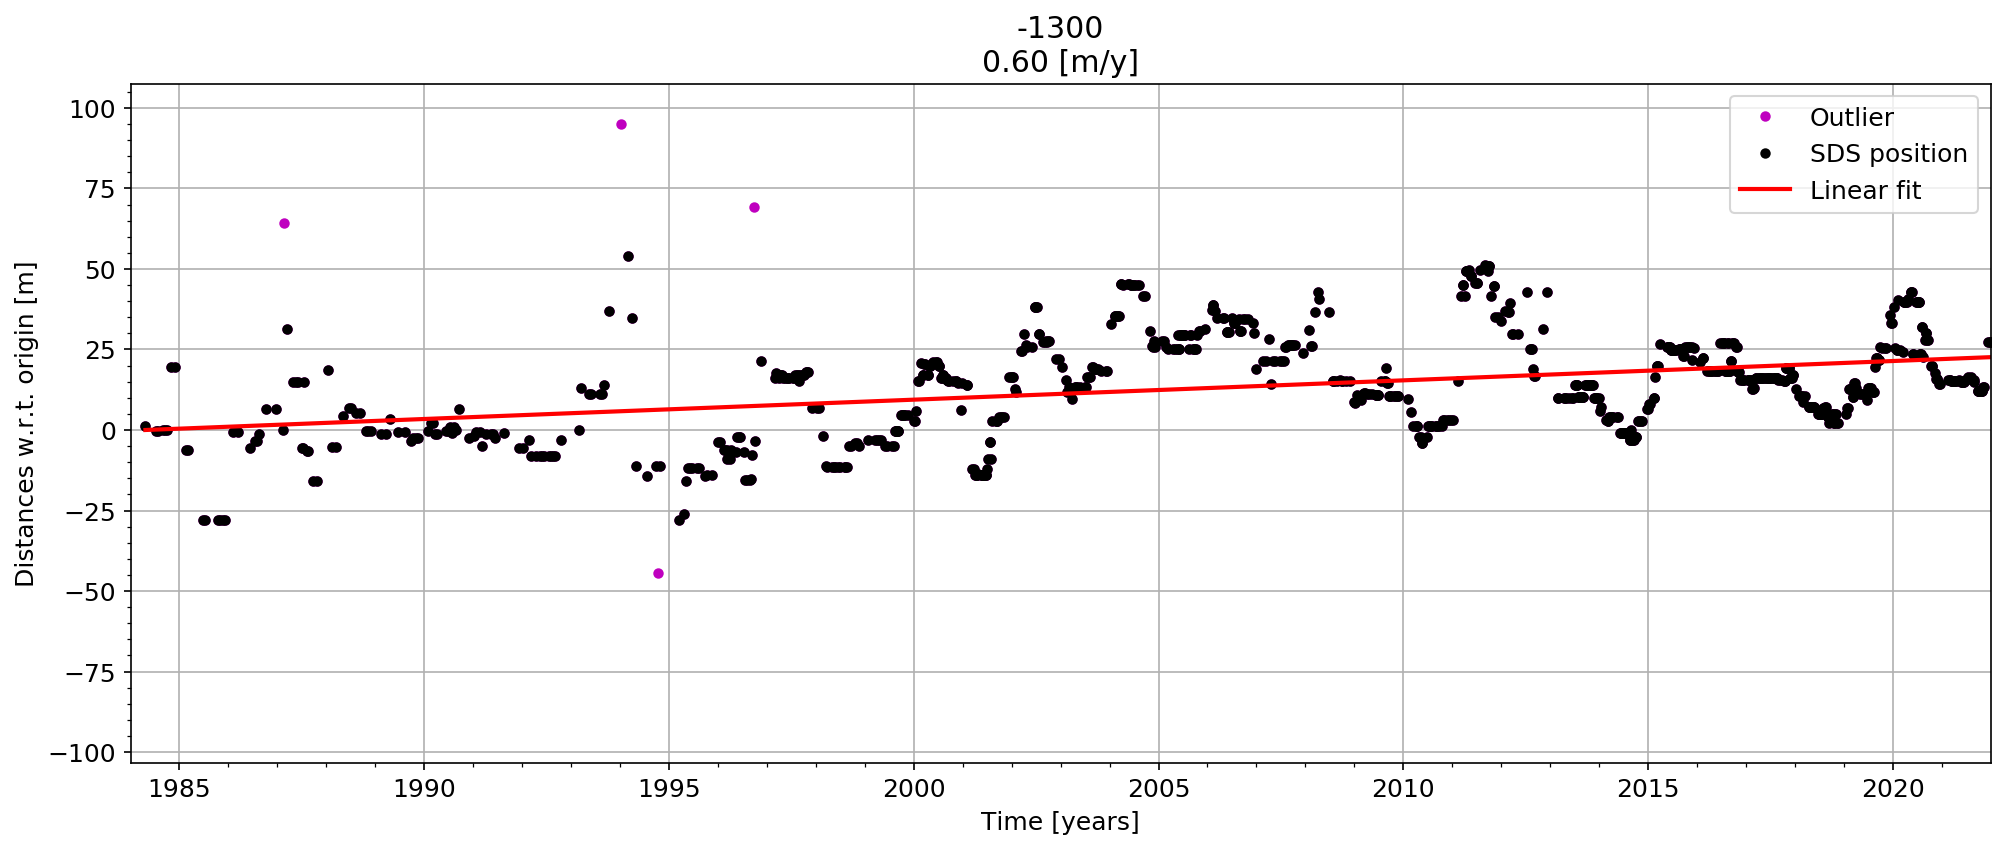 -1300
0.60 [m/y]
Outlier
SDS position
Linear fit
Distances w.r.t. origin [m]
100
75
50
25
0
−25
−50
−75
−100
1985 1990 1995 2000 2005 2010 2015 2020
Time [years]